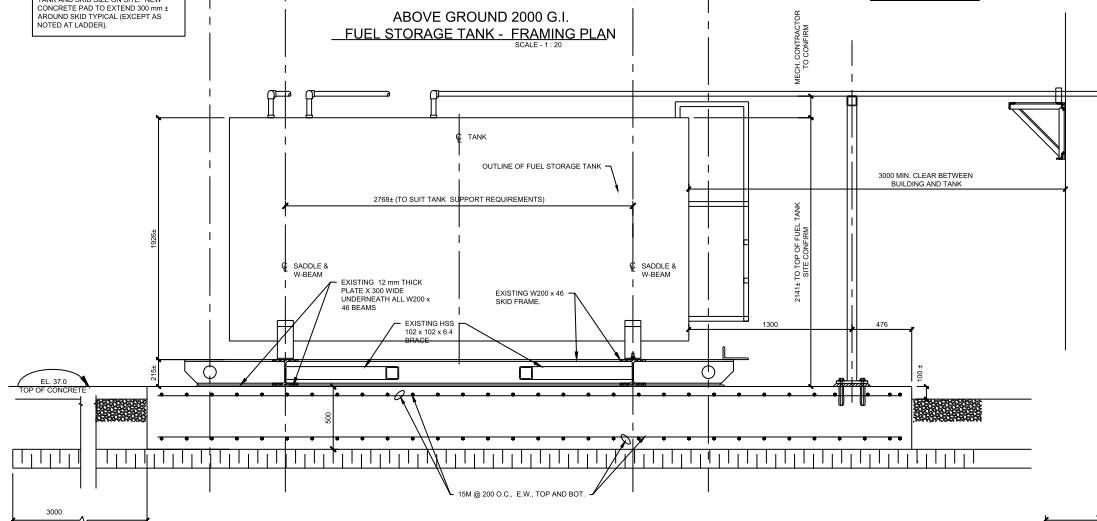 TANK AND SKID SIZE ON SITE. NEW
CONCRETE PAD TO EXTEND 300 mm ±
AROUND SKID TYPICAL (EXCEPT AS
NOTED AT LADDER).
ABOVE GROUND 2000 G.I.
FUEL STORAGE TANK - FRAMING PLAN
SCALE - 1 : 20
MECH. CONTRACTOR
TO CONFIRM
℄ TANK
OUTLINE OF FUEL STORAGE TANK
3000 MIN. CLEAR BETWEEN
BUILDING AND TANK
2768± (TO SUIT TANK SUPPORT REQUIREMENTS)
1926±
2141± TO TOP OF FUEL TANK
SITE CONFIRM
℄ SADDLE &
W-BEAM
℄ SADDLE &
W-BEAM
EXISTING 12 mm THICK
PLATE X 300 WIDE
UNDERNEATH ALL W200 x
46 BEAMS
EXISTING W200 x 46
SKID FRAME.
EXISTING HSS
102 x 102 x 6.4
BRACE
1300
476
215±
EL. 37.0
TOP OF CONCRETE
100 ±
500
15M @ 200 O.C., E.W., TOP AND BOT.
3000